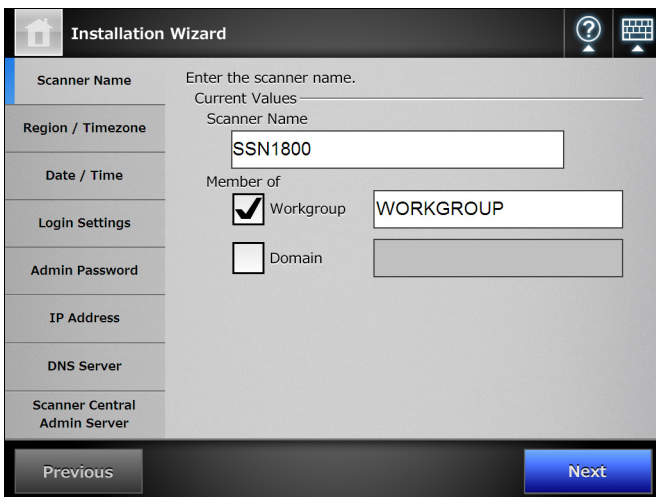 Installation Wizard
?
Scanner Name
Region / Timezone
Date / Time
Login Settings
Admin Password
IP Address
DNS Server
Scanner Central
Admin Server
Enter the scanner name.
Current Values
Scanner Name
SSN1800
Member of
Workgroup WORKGROUP
Domain
Previous
Next